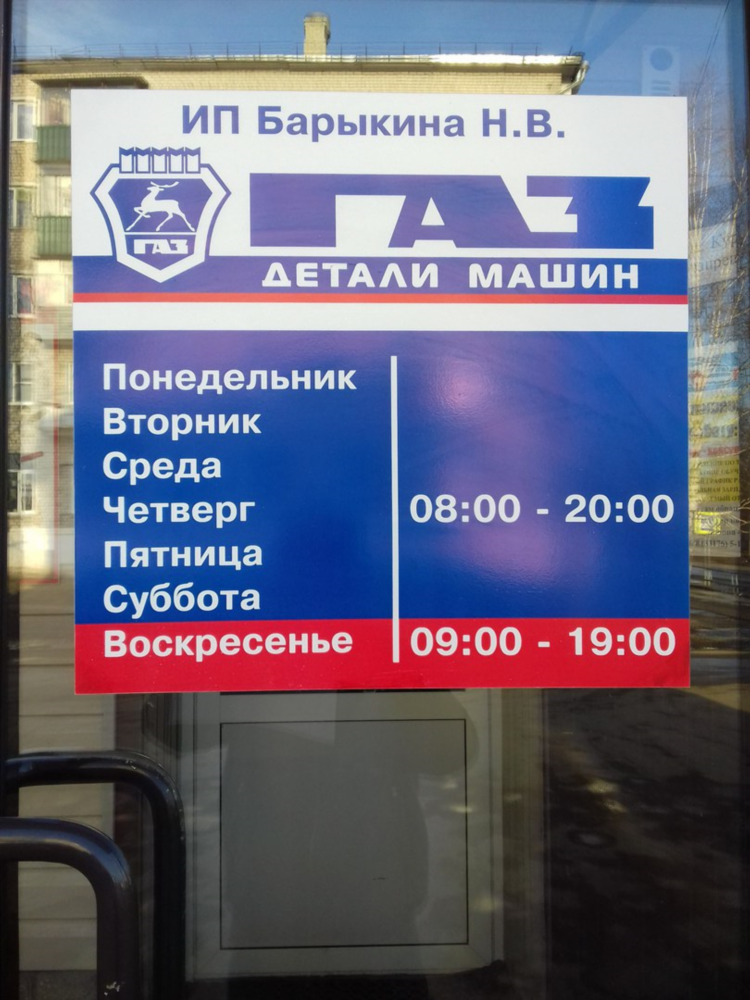 ИП Барыкина Н.В.
ГАЗ
ГАЗ
ДЕТАЛИ МАШИН
Понедельник
Вторник
Среда
Четверг 08:00 - 20:00
Пятница
Суббота
Воскресенье 09:00 - 19:00